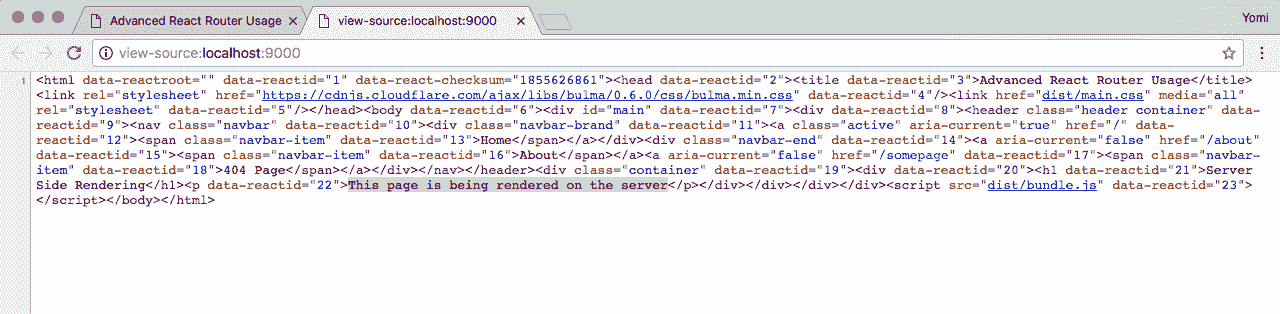 Advanced React Router Usage
view-source:localhost:9000
Yomi
view-source:localhost:9000
1
<html data-reactroot="" data-reactid="1" data-react-checksum="1855626861"><head data-reactid="2"><title data-reactid="3">Advanced React Router Usage</title>
<link rel="stylesheet" href="https://cdnjs.cloudflare.com/ajax/libs/bulma/0.6.0/css/bulma.min.css" data-reactid="4"/><link href="dist/main.css" media="all"
rel="stylesheet" data-reactid="5"/></head><body data-reactid="6"><div id="main" data-reactid="7"><div data-reactid="8"><header class="header container" data-
reactid="9"><nav class="navbar" data-reactid="10"><div class="navbar-brand" data-reactid="11"><a class="active" aria-current="true" href="/" data-
reactid="12"><span class="navbar-item" data-reactid="13">Home</span></a></div><div class="navbar-end" data-reactid="14"><a aria-current="false" href="/about"
data-reactid="15"><span class="navbar-item" data-reactid="16">About</span></a><a aria-current="false" href="/somepage" data-reactid="17"><span class="navbar-
item" data-reactid="18">404 Page</span></a></div></nav></header><div class="container" data-reactid="19"><div data-reactid="20"><h1 data-reactid="21">Server
Side Rendering</h1><p data-reactid="22">This page is being rendered on the server</p></div></div></div></div><script src="dist/bundle.js" data-reactid="23">
</script></body></html>